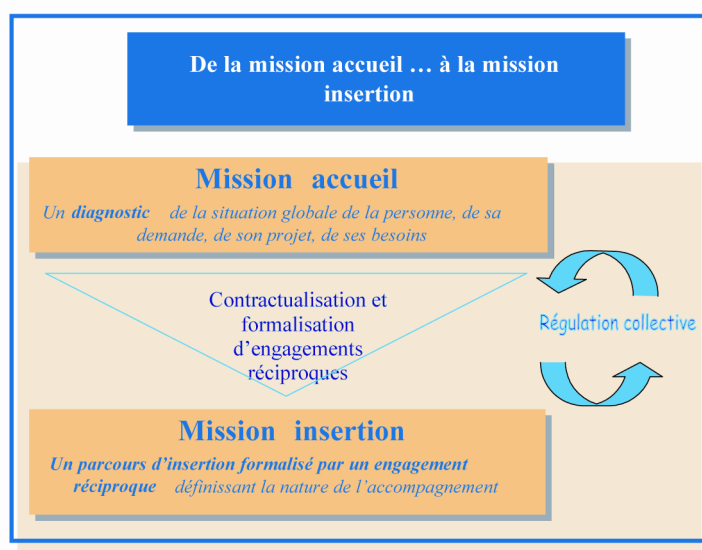 De la mission accueil … à la mission
insertion
Mission accueil
Un diagnostic de la situation globale de la personne, de sa
demande, de son projet, de ses besoins
Contractualisation et
formalisation
d’engagements
réciproques
Régulation collective
Mission insertion
Un parcours d’insertion formalisé par un engagement
réciproque définissant la nature de l’accompagnement